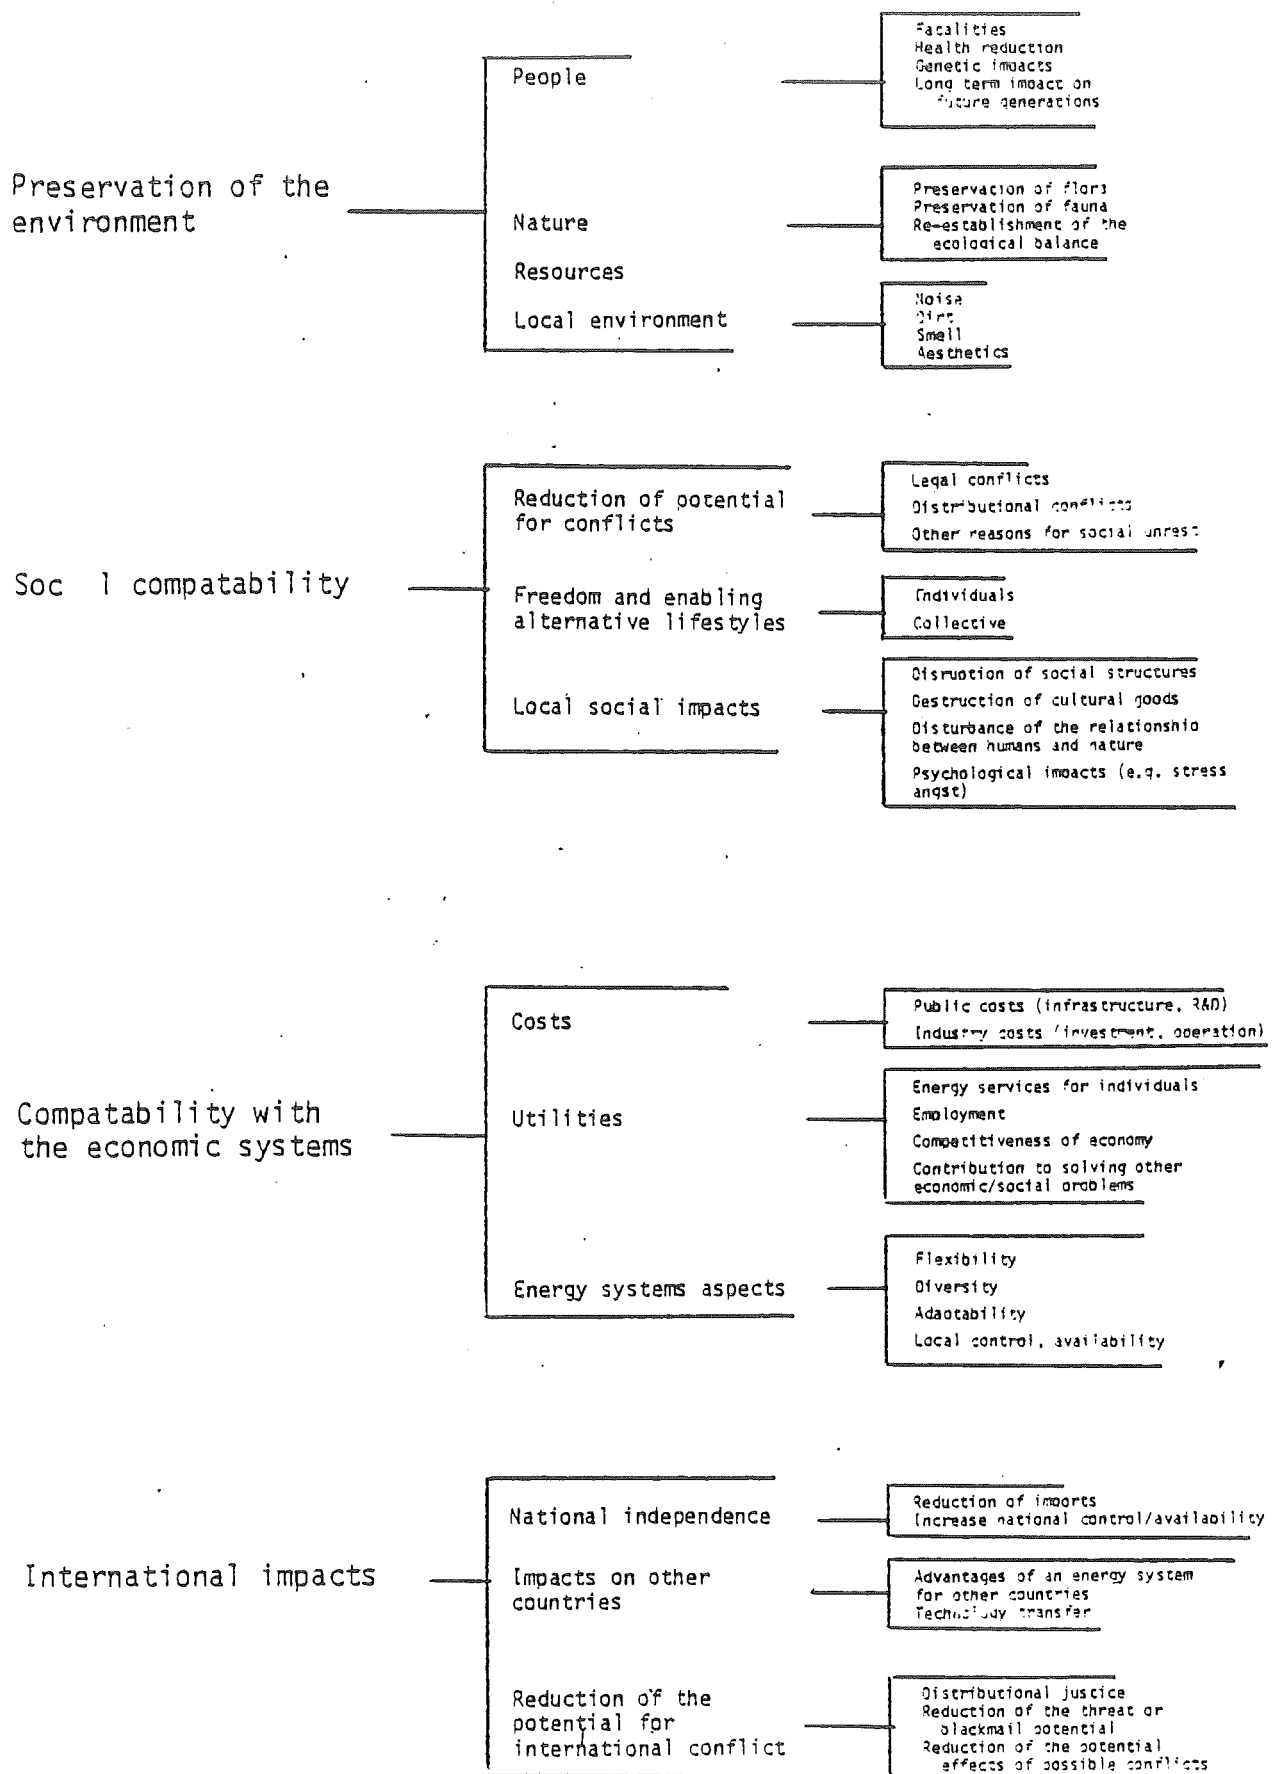 Fatalities
Health reduction
Genetic impacts
Long term impact on
future generations
People
Preservation of the
environment
Preservation of flora
Preservation of fauna
Re-establishment of the
ecological balance
Nature
Resources
Local environment
Noise
Dirt
Smell
Aesthetics
Reduction of potential
for conflicts
Legal conflicts
Distributional conflicts
Other reasons for social unrest
Soc l compatability
Freedom and enabling
alternative lifestyles
Individuals
Collective
Local social impacts
Disruption of social structures
Destruction of cultural goods
Disturbance of the relationship
between humans and nature
Psychological impacts (e.g. stress
angst)
Costs
Public costs (infrastructure, R&D)
Industry costs (investment, operation)
Compatability with
the economic systems
Utilities
Energy services for individuals
Employment
Competitiveness of economy
Contribution to solving other
economic/social problems
Energy systems aspects
Flexibility
Diversity
Adaptability
Local control, availability
National independence
Reduction of imports
Increase national control/availability
International impacts
Impacts on other
countries
Advantages of an energy system
for other countries
Technology transfer
Reduction of the
potential for
international conflict
Distributional justice
Reduction of the threat or
blackmail potential
Reduction of the potential
effects of possible conflicts